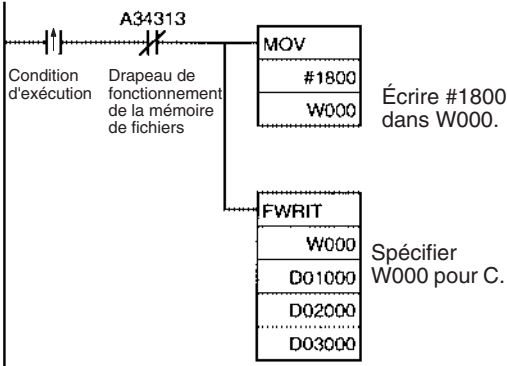 A34313
Condition
d'exécution
Drapeau de
fonctionnement
de la mémoire
de fichiers
MOV
#1800
W000
Écrire #1800
dans W000.
FWRIT
W000
D01000
D02000
D03000
Spécifier
W000 pour C.